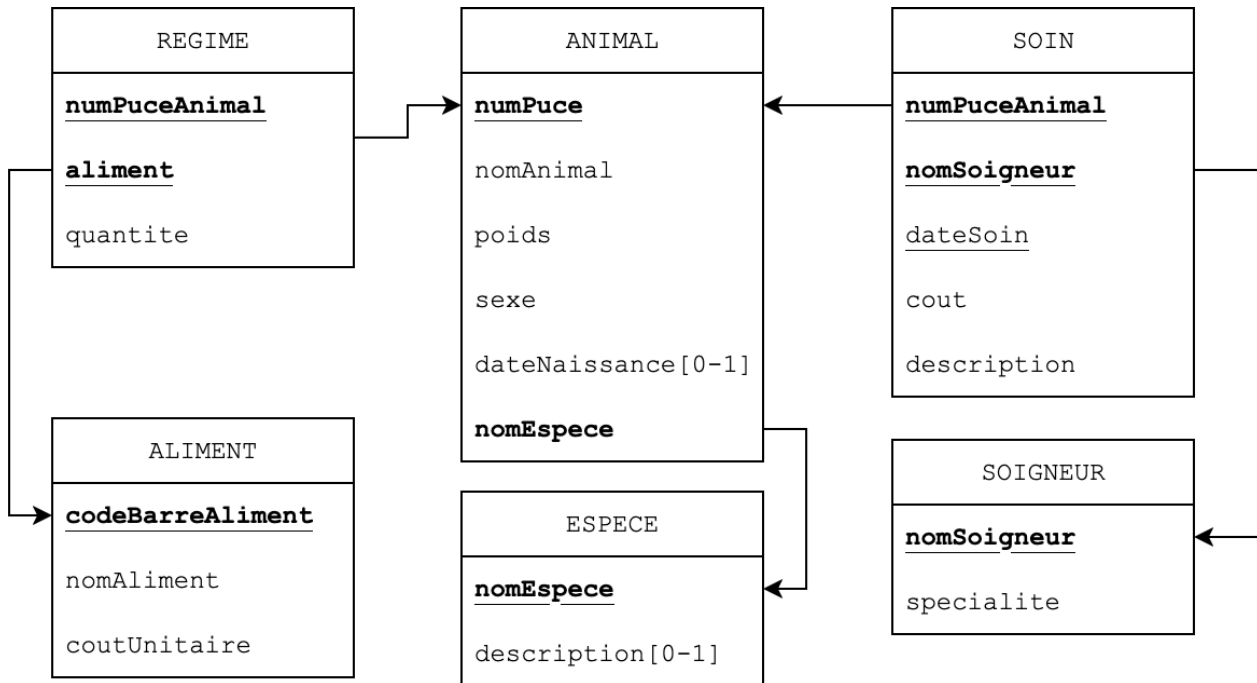 REGIME
numPuceAnimal
aliment
quantite
ANIMAL
numPuce
nomAnimal
poids
sexe
dateNaissance[0-1]
nomEspece
SOIN
numPuceAnimal
nomSoigneur
dateSoin
cout
description
ALIMENT
codeBarreAliment
nomAliment
coutUnitaire
ESPECE
nomEspece
description[0-1]
SOIGNEUR
nomSoigneur
specialite